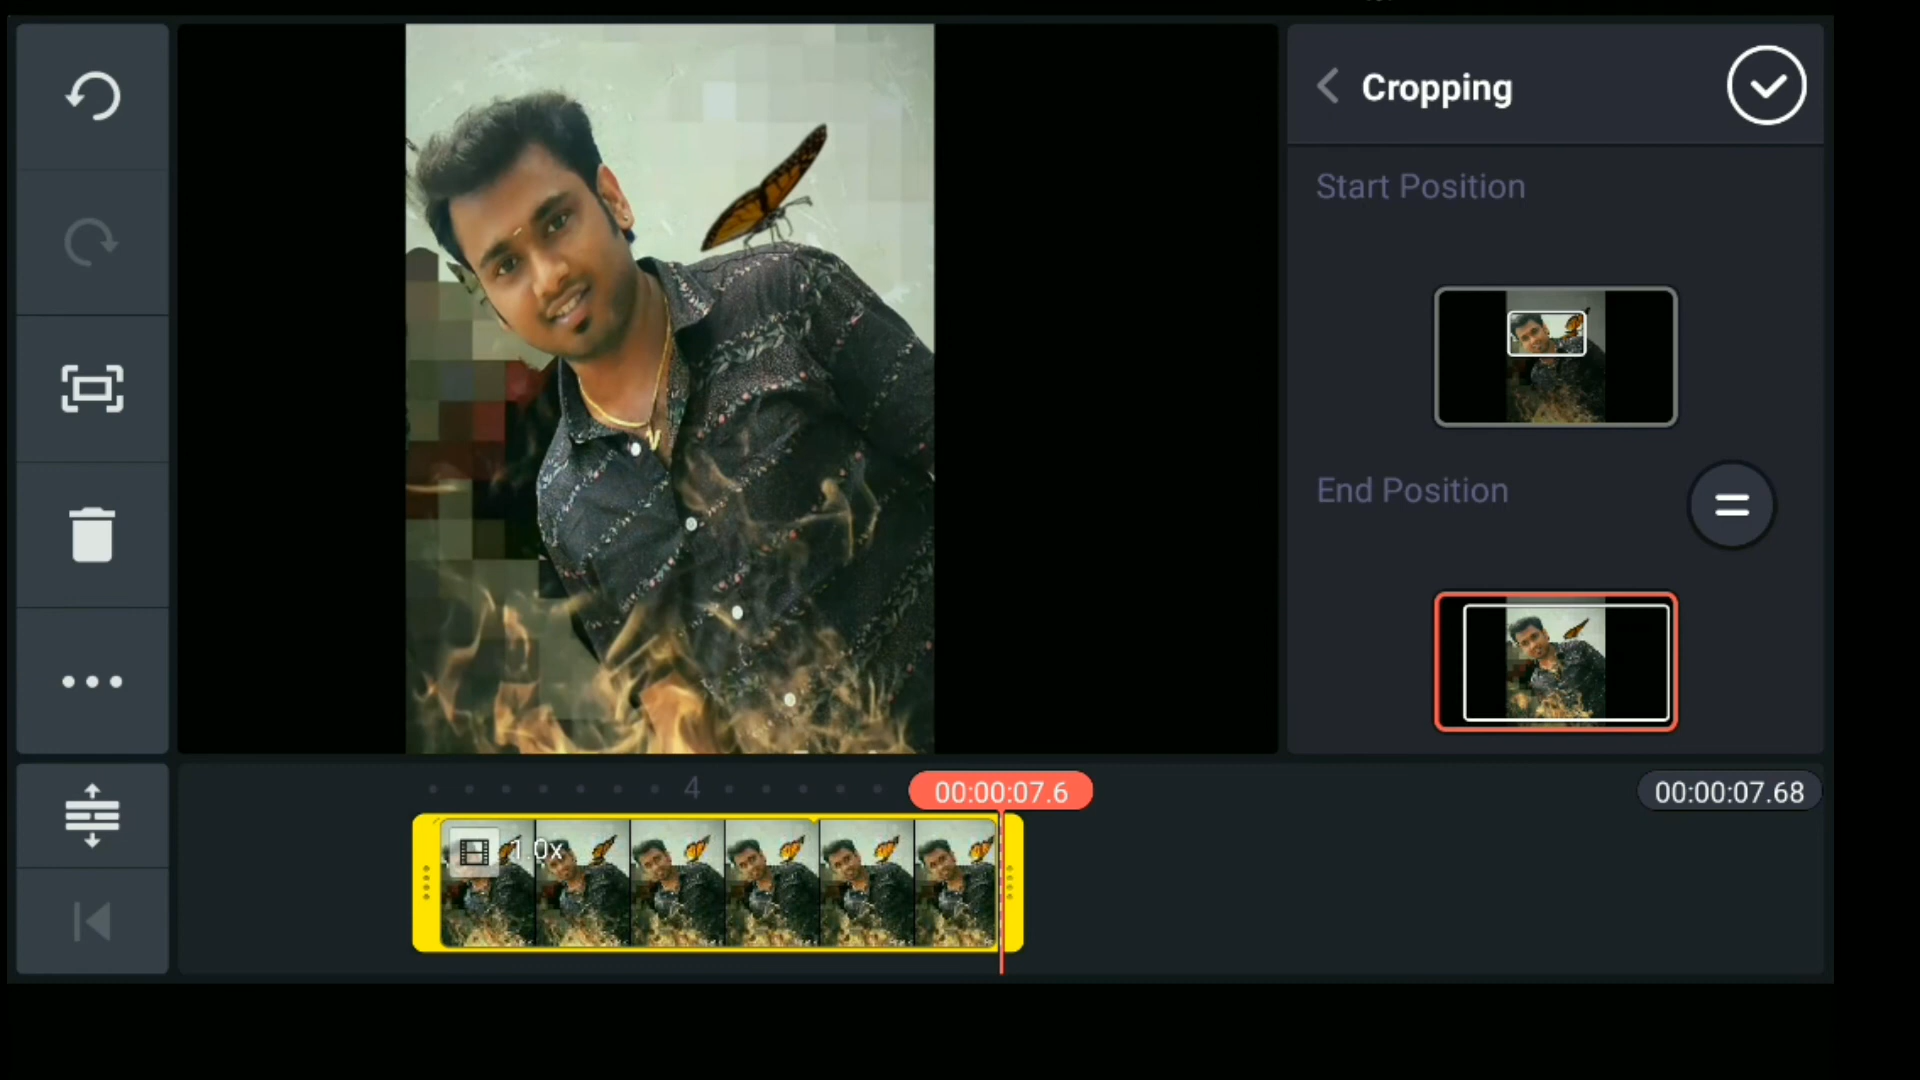 Cropping
Start Position
End Position
4
00:00:07.6
00:00:07.68
1.0x